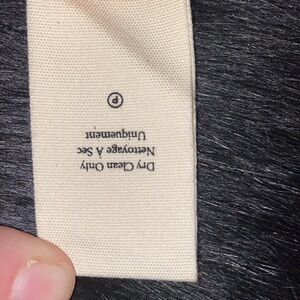 Dry Clean Only
Nettoyage A Sec
Uniquement
P